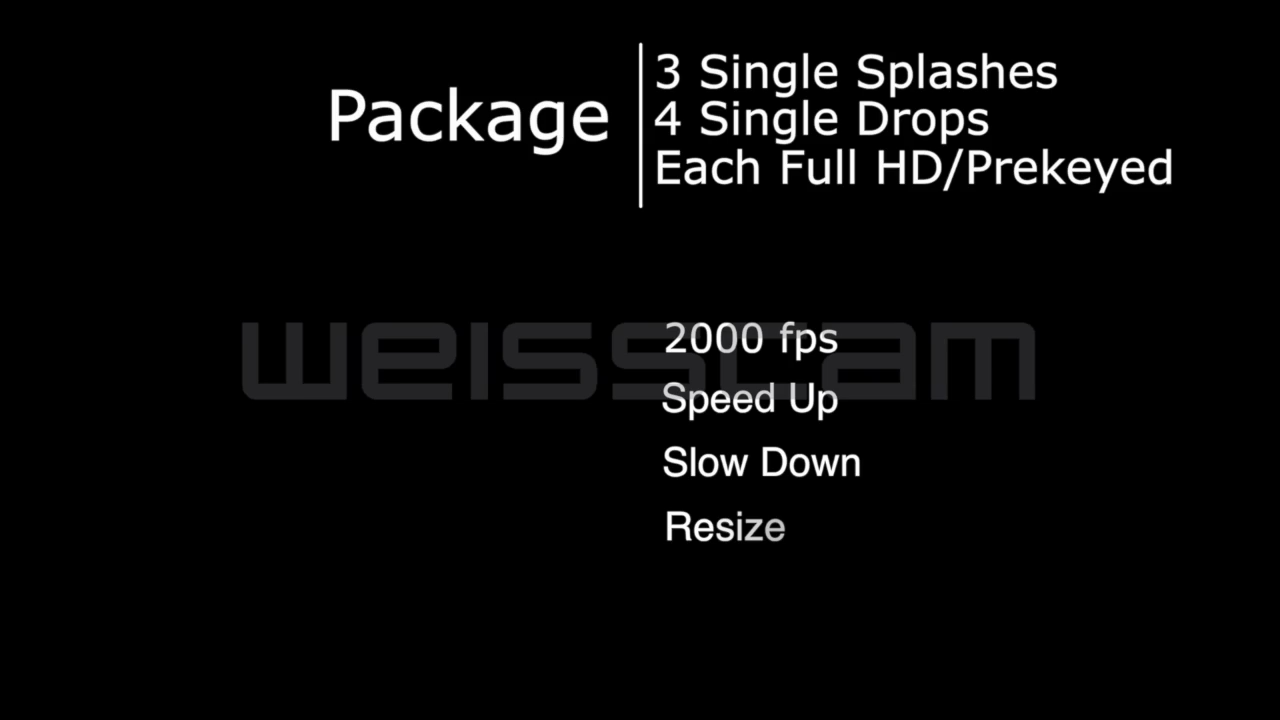 Package
3 Single Splashes
4 Single Drops
Each Full HD/Prekeyed
weisscam
2000 fps
Speed Up
Slow Down
Resize